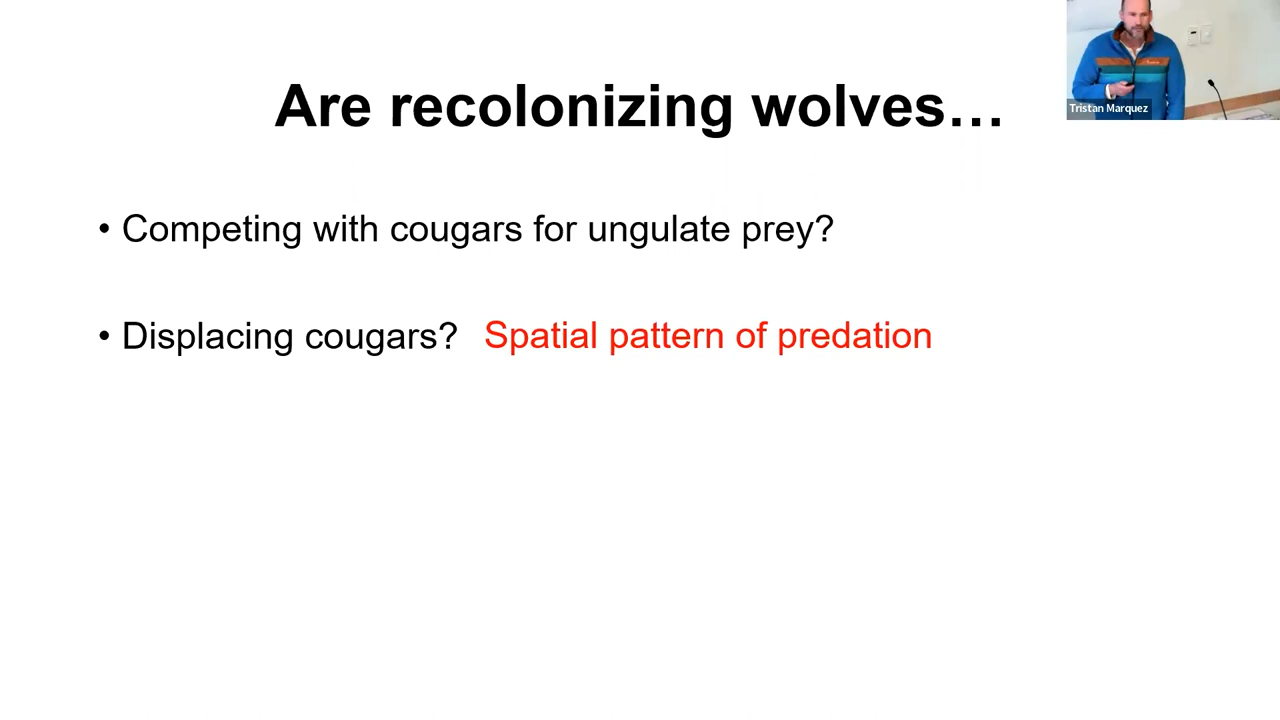 Are recolonizing wolves…
Tristan Marquez
• Competing with cougars for ungulate prey?
• Displacing cougars? Spatial pattern of predation